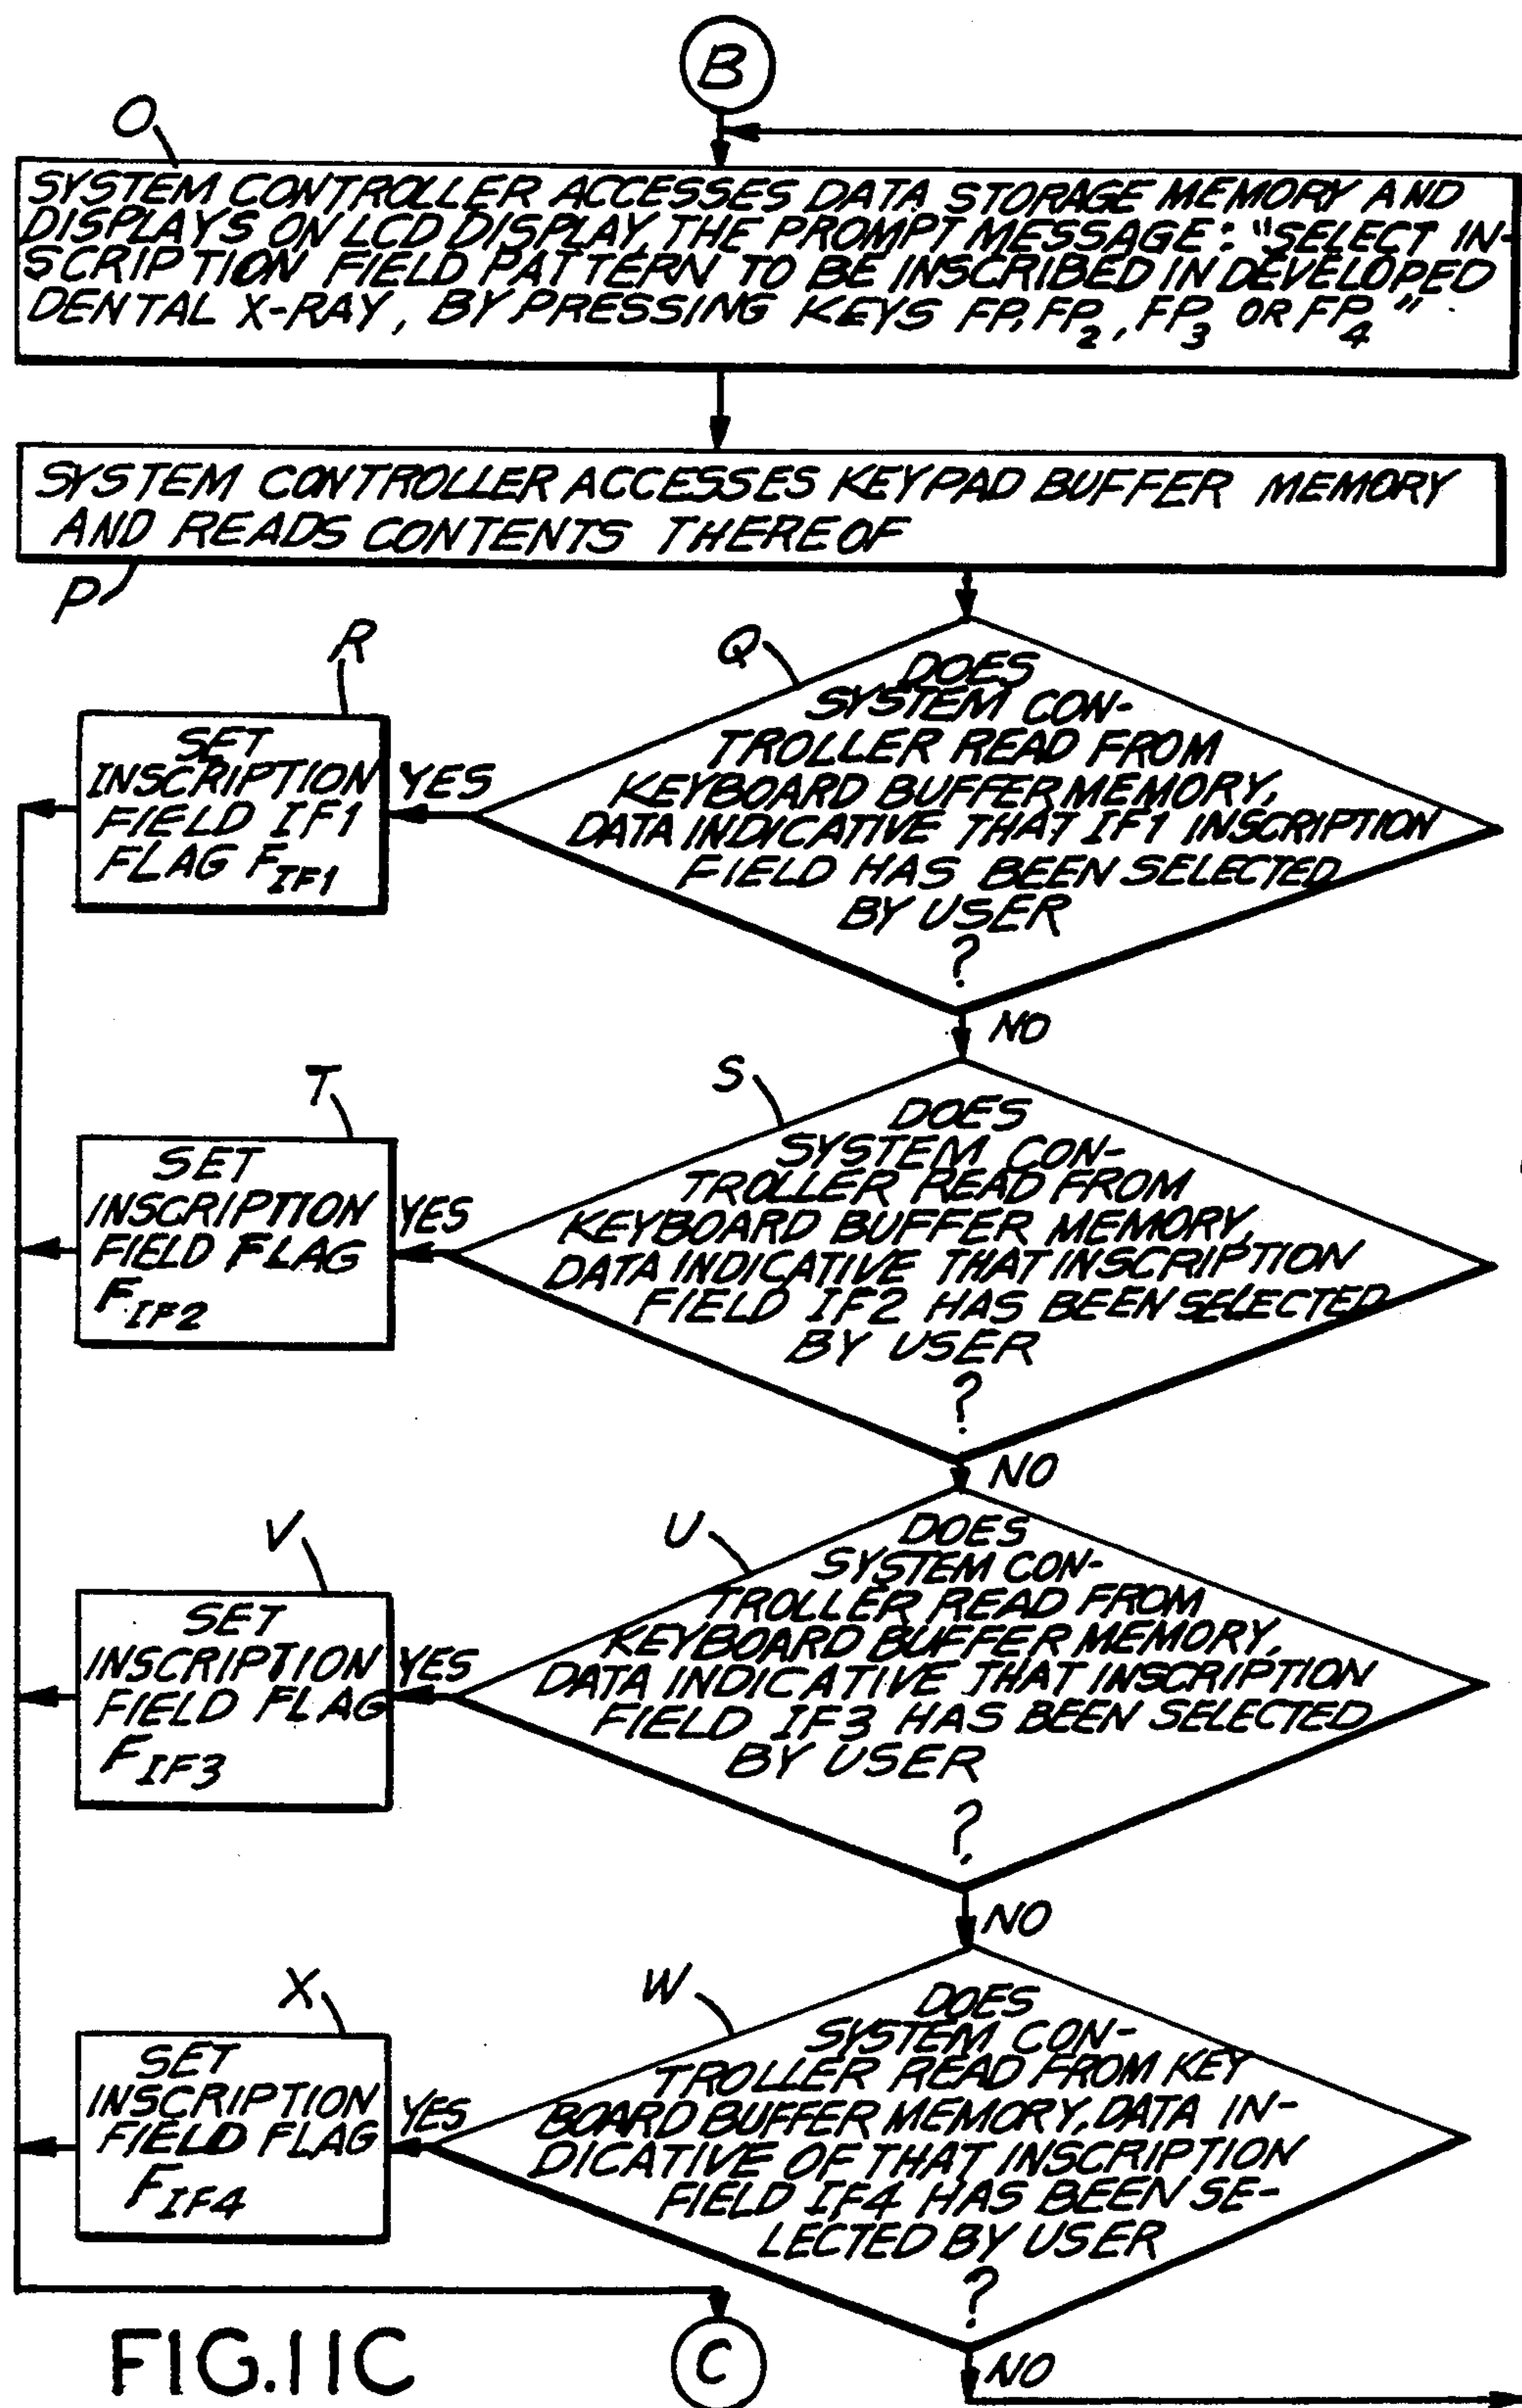 B
O
SYSTEM CONTROLLER ACCESSES DATA STORAGE MEMORY AND
DISPLAYS ON LCD DISPLAY, THE PROMPT MESSAGE: "SELECT IN-
SCRIPTION FIELD PATTERN TO BE INSCRIBED IN DEVELOPED
DENTAL X-RAY, BY PRESSING KEYS FP, FP2, FP3 OR FP4"
SYSTEM CONTROLLER ACCESSES KEYPAD BUFFER MEMORY
AND READS CONTENTS THEREOF
P
Q
DOES
SYSTEM CON-
TROLLER READ FROM
KEYBOARD BUFFER MEMORY,
DATA INDICATIVE THAT IF1 INSCRIPTION
FIELD HAS BEEN SELECTED
BY USER
?
YES
R
SET
INSCRIPTION
FIELD IF1
FLAG FIF1
NO
S
DOES
SYSTEM CON-
TROLLER READ FROM
KEYBOARD BUFFER MEMORY,
DATA INDICATIVE THAT INSCRIPTION
FIELD IF2 HAS BEEN SELECTED
BY USER
?
YES
T
SET
INSCRIPTION
FIELD FLAG
FIF2
NO
U
DOES
SYSTEM CON-
TROLLER READ FROM
KEYBOARD BUFFER MEMORY,
DATA INDICATIVE THAT INSCRIPTION
FIELD IF3 HAS BEEN SELECTED
BY USER
?
YES
V
SET
INSCRIPTION
FIELD FLAG
FIF3
NO
W
DOES
SYSTEM CON-
TROLLER READ FROM KEY
BOARD BUFFER MEMORY, DATA IN-
DICATIVE OF THAT INSCRIPTION
FIELD IF4 HAS BEEN SE-
LECTED BY USER
?
YES
X
SET
INSCRIPTION
FIELD FLAG
FIF4
NO
C
FIG.11C